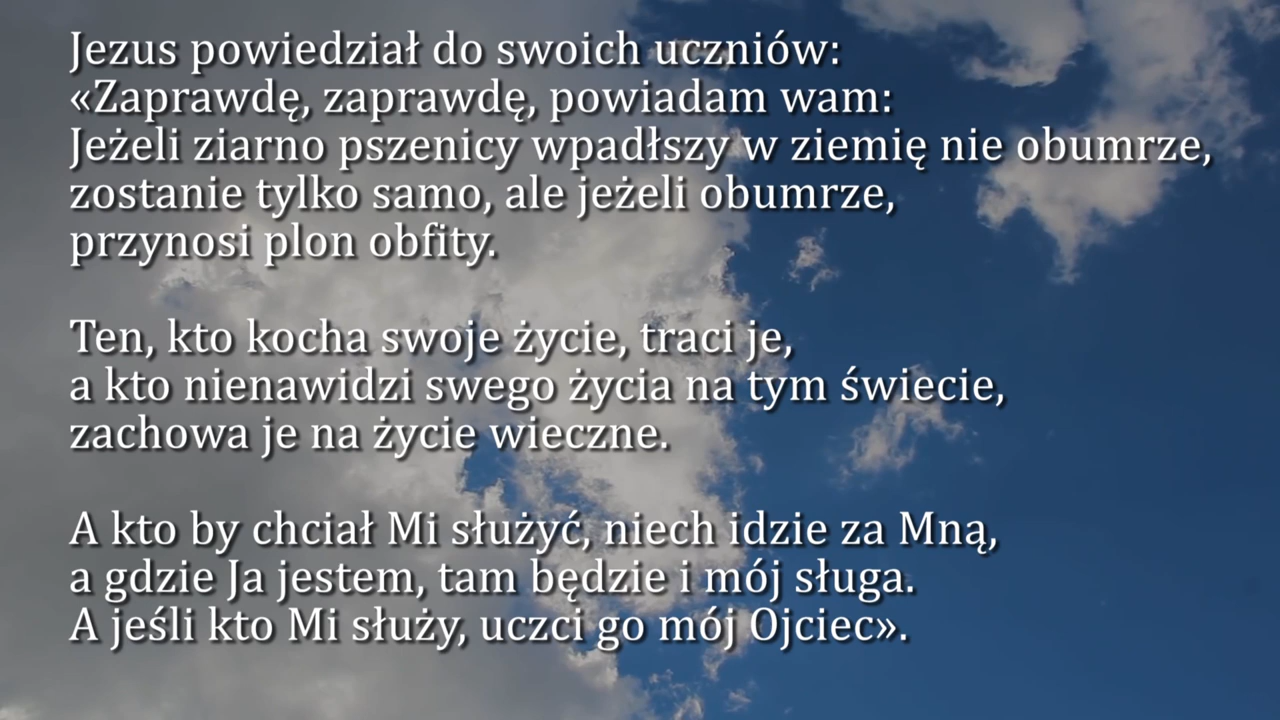 Jezus powiedział do swoich uczniów:
«Zaprawdę, zaprawdę, powiadam wam:
Jeżeli ziarno pszenicy wpadłszy w ziemię nie obumrze,
zostanie tylko samo, ale jeżeli obumrze,
przynosi plon obfity.
Ten, kto kocha swoje życie, traci je,
a kto nienawidzi swego życia na tym świecie,
zachowa je na życie wieczne.
A kto by chciał Mi służyć, niech idzie za Mną,
a gdzie Ja jestem, tam będzie i mój sługa.
A jeśli kto Mi służy, uczci go mój Ojciec».